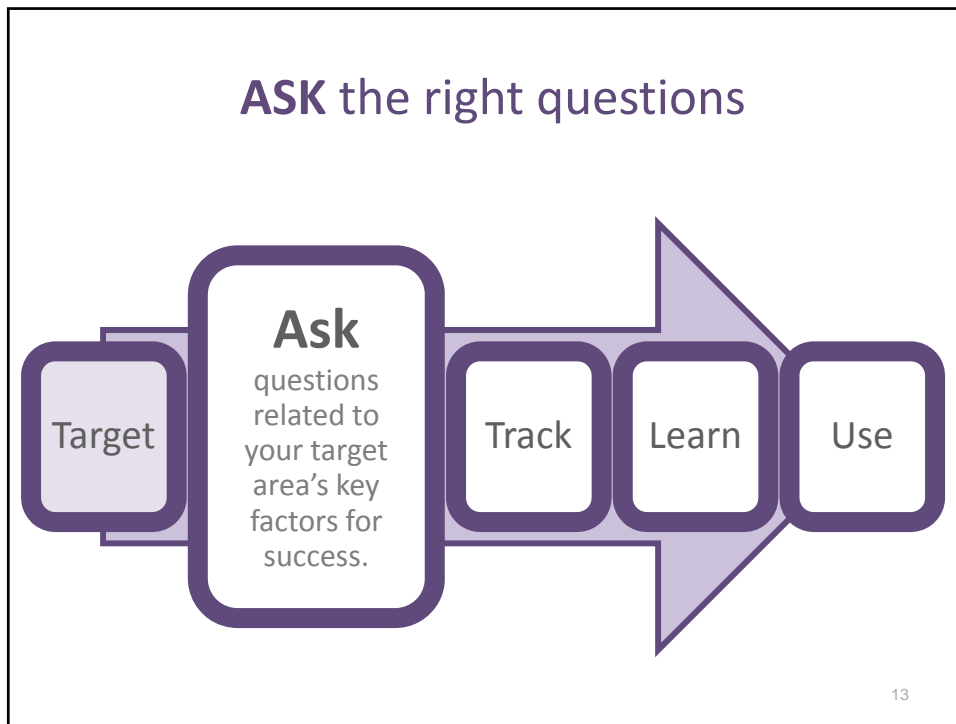 ASK the right questions
Target
Ask
questions
related to
your target
area's key
factors for
success.
Track
Learn
Use
13